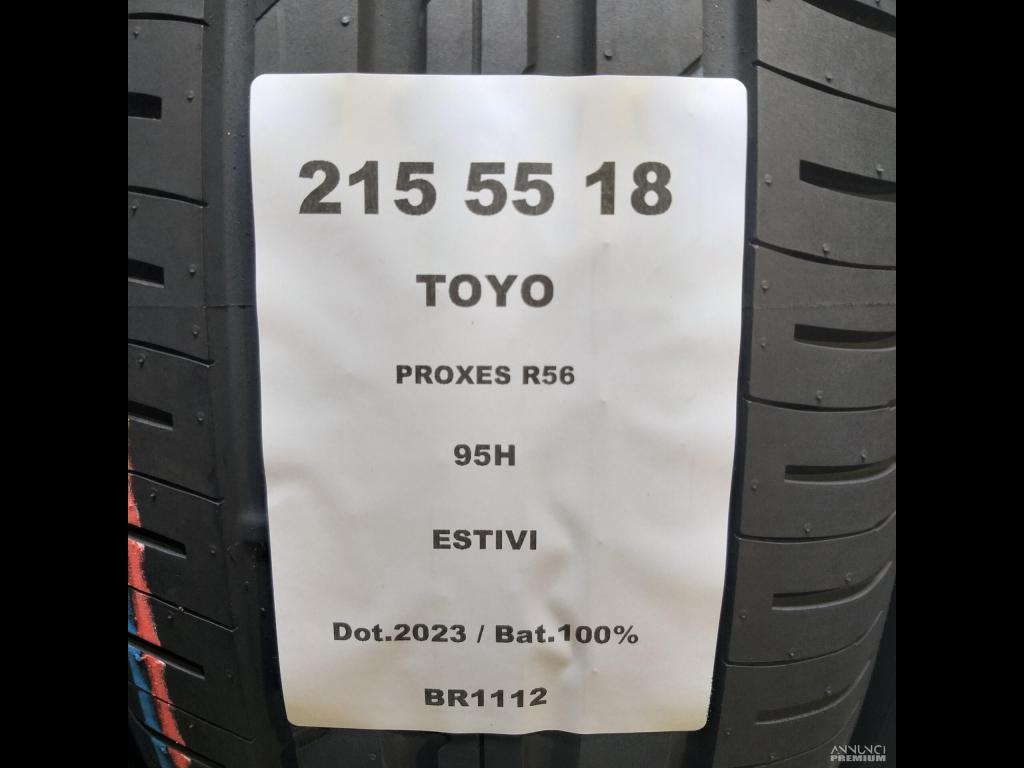 215 55 18
TOYO
PROXES R56
95H
ESTIVI
Dot.2023 / Bat.100%
BR1112
ANNUNCI
PREMIUM